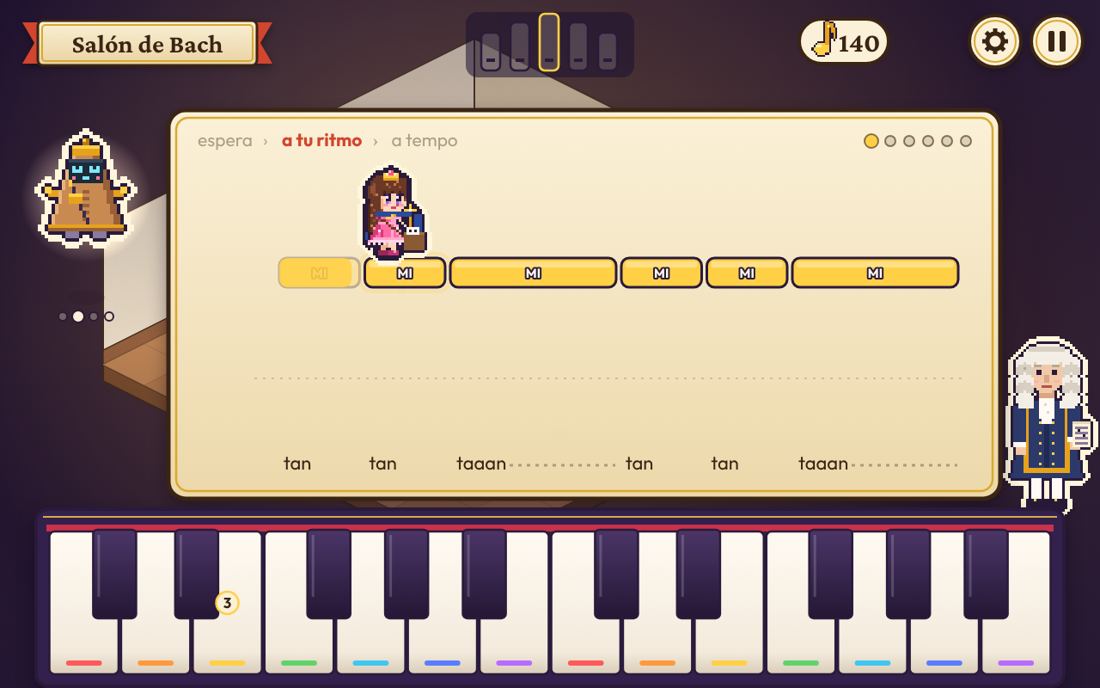 Salón de Bach
140
espera › a tu ritmo › a tempo
MI MI MI MI MI MI
tan tan taaan tan tan taaan
3